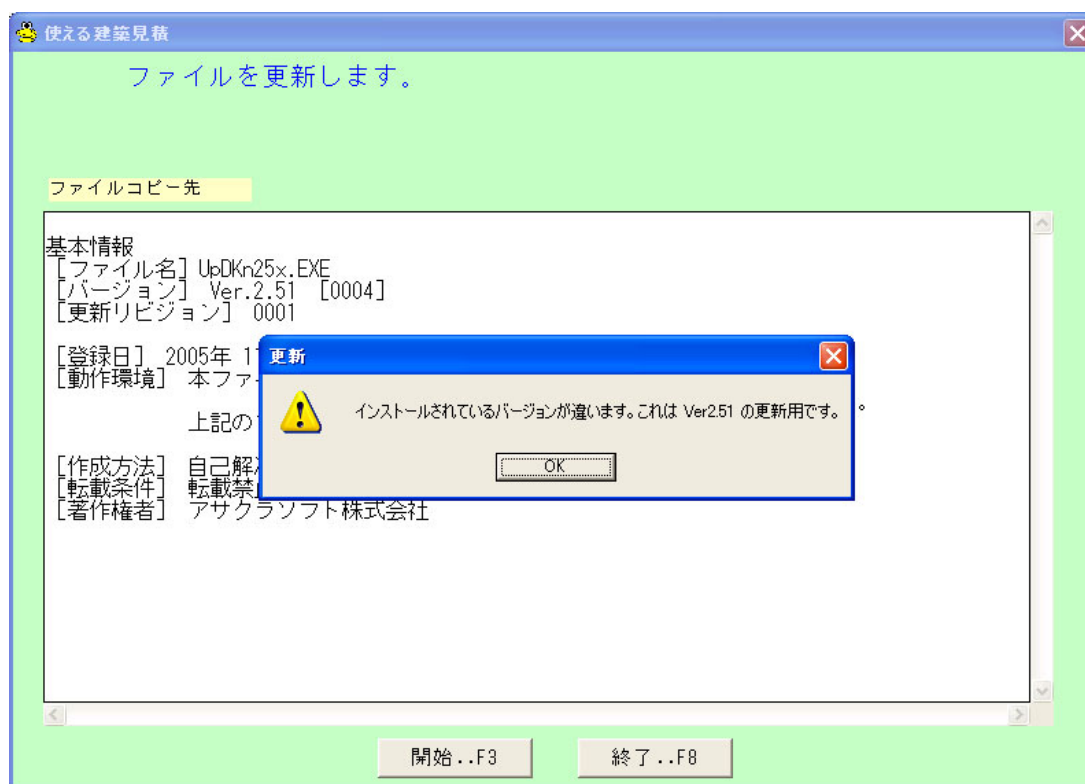 使える建築見積
ファイルを更新します。
ファイルコピー先
基本情報
[ファイル名] UpDKn25x.EXE
[バージョン] Ver.2.51 [0004]
[更新リビジョン] 0001
[登録日] 2005年 1
[動作環境] 本ファ
上記の
[作成方法] 自己解
[転載条件] 転載禁
[著作権者] アサクラソフト株式会社
更新
インストールされているバージョンが違います。これは Ver2.51 の更新用です。
OK
開始..F3
終了..F8